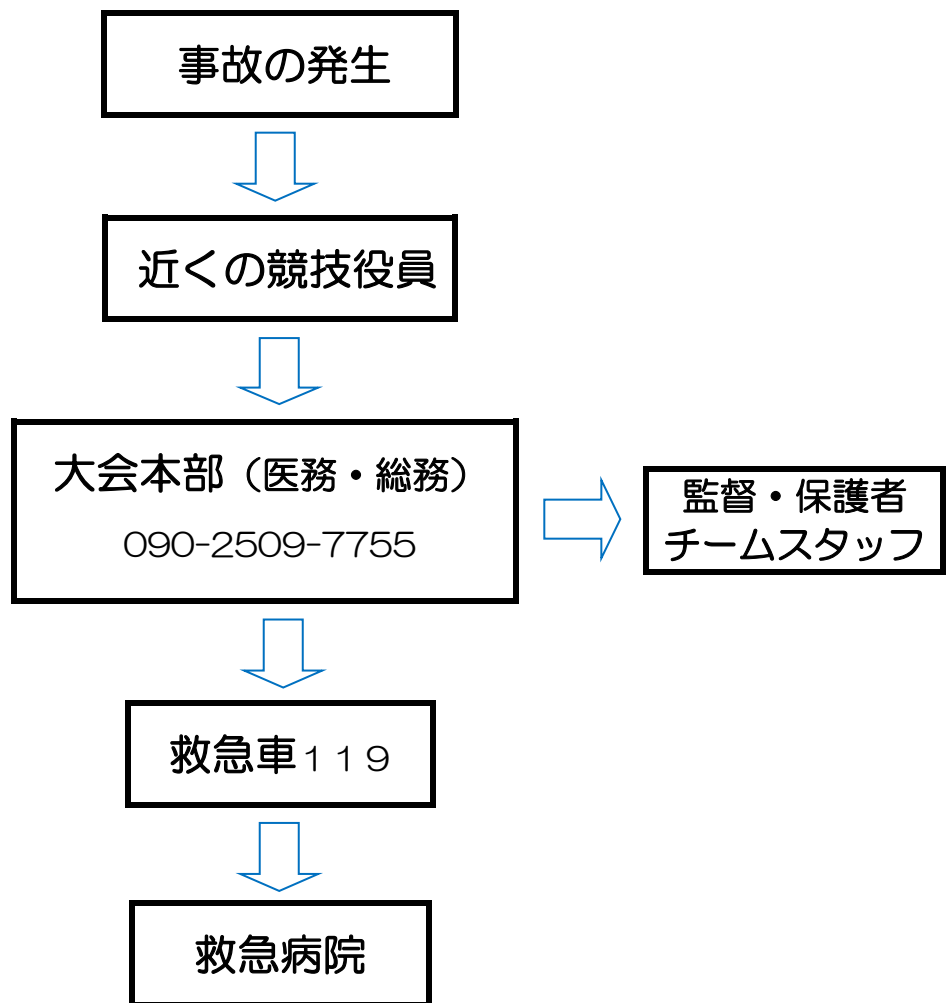 事故の発生
近くの競技役員
大会本部（医務・総務）
090-2509-7755
監督・保護者
チームスタッフ
救急車１１９
救急病院